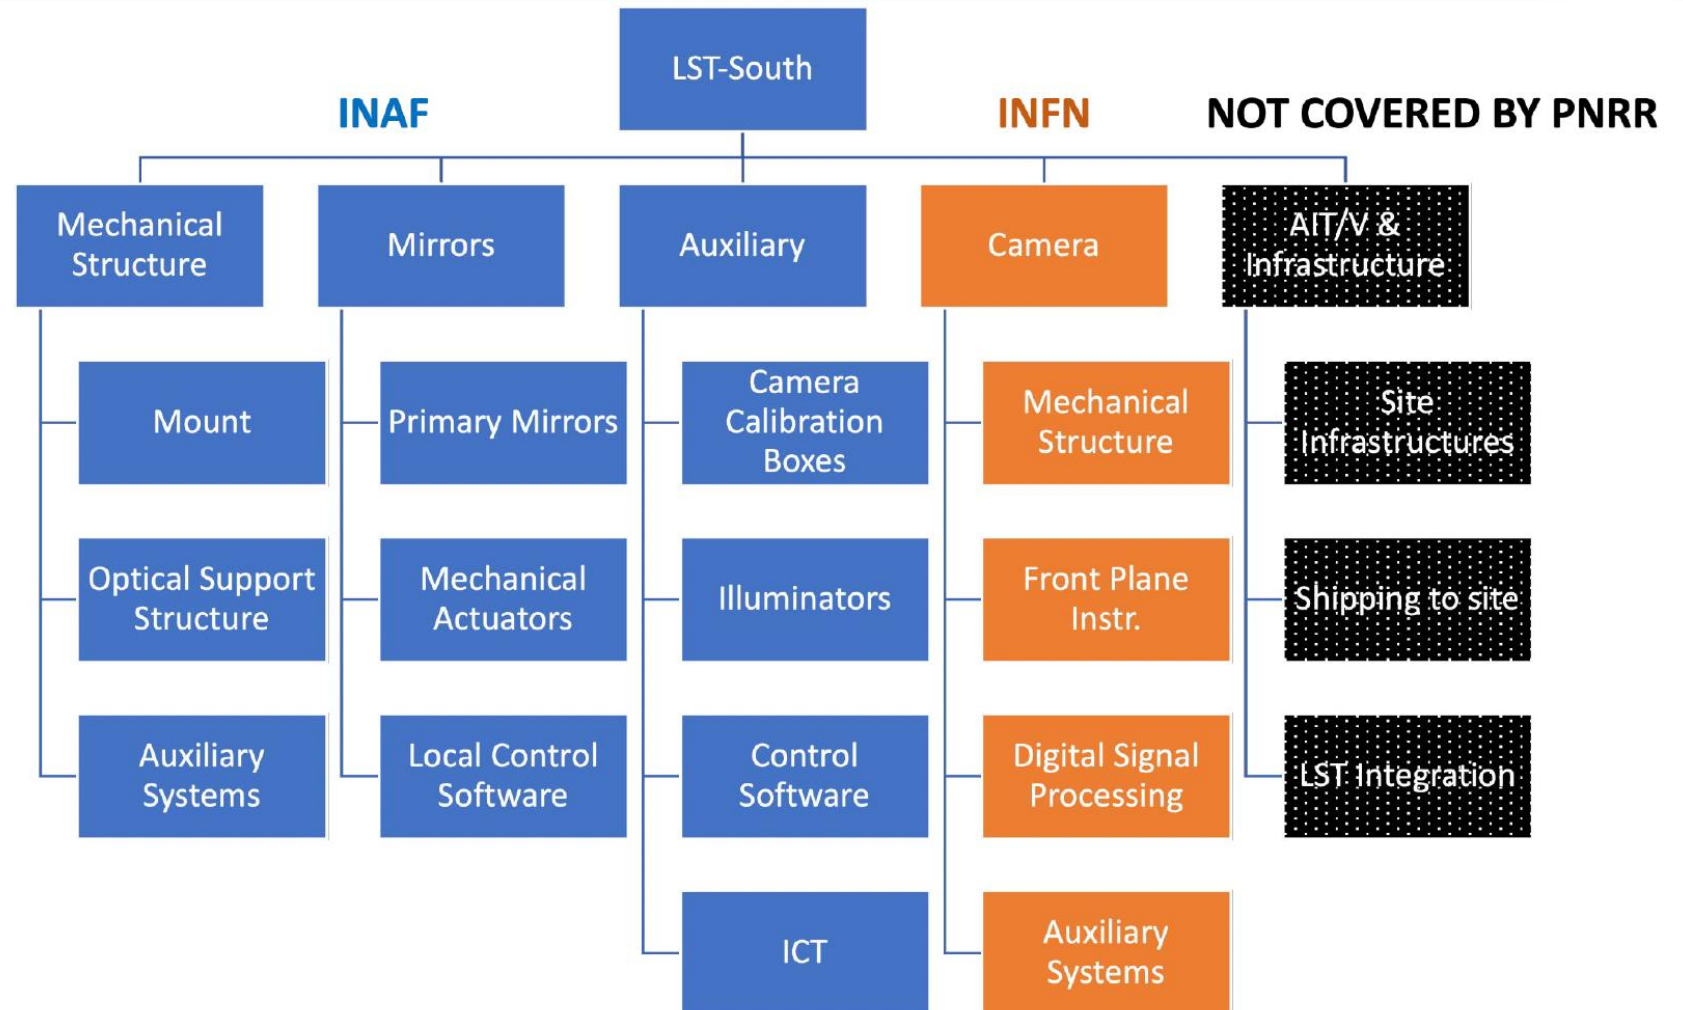 LST-South
INAF
INFN
NOT COVERED BY PNRR
Mechanical
Structure
Mirrors
Auxiliary
Camera
AIT/V &
Infrastructure
Mount
Primary Mirrors
Camera
Calibration
Boxes
Mechanical
Structure
Site
Infrastructures
Optical Support
Structure
Mechanical
Actuators
Illuminators
Front Plane
Instr.
Shipping to site
Auxiliary
Systems
Local Control
Software
Control
Software
Digital Signal
Processing
LST Integration
ICT
Auxiliary
Systems